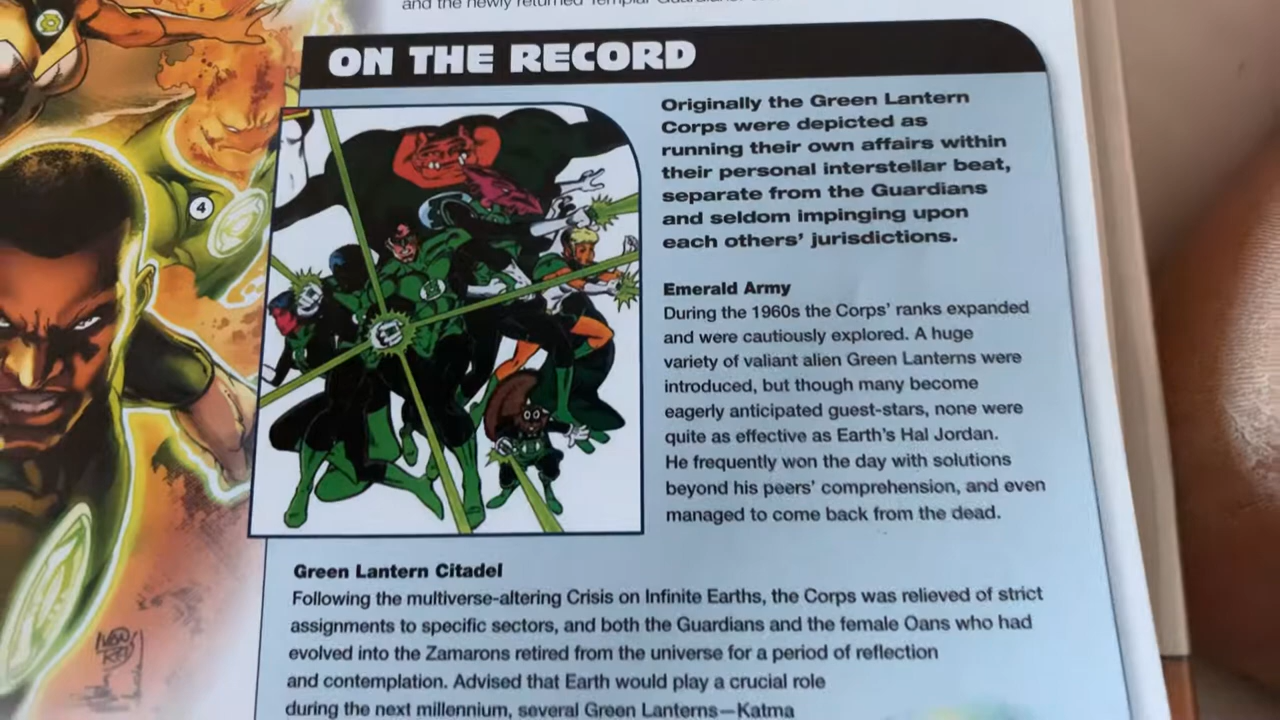 and the newly returned Templar Guardians.
ON THE RECORD
Originally the Green Lantern
Corps were depicted as
running their own affairs within
their personal interstellar beat,
separate from the Guardians
and seldom impinging upon
each others' jurisdictions.
4
Emerald Army
During the 1960s the Corps' ranks expanded
and were cautiously explored. A huge
variety of valiant alien Green Lanterns were
introduced, but though many become
eagerly anticipated guest-stars, none were
quite as effective as Earth's Hal Jordan.
He frequently won the day with solutions
beyond his peers' comprehension, and even
managed to come back from the dead.
Green Lantern Citadel
Following the multiverse-altering Crisis on Infinite Earths, the Corps was relieved of strict
assignments to specific sectors, and both the Guardians and the female Oans who had
evolved into the Zamarons retired from the universe for a period of reflection
and contemplation. Advised that Earth would play a crucial role
during the next millennium, several Green Lanterns—Katma